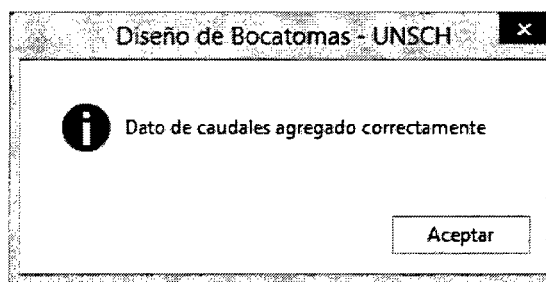 Diseño de Bocatomas - UNSCH
Dato de caudales agregado correctamente
Aceptar